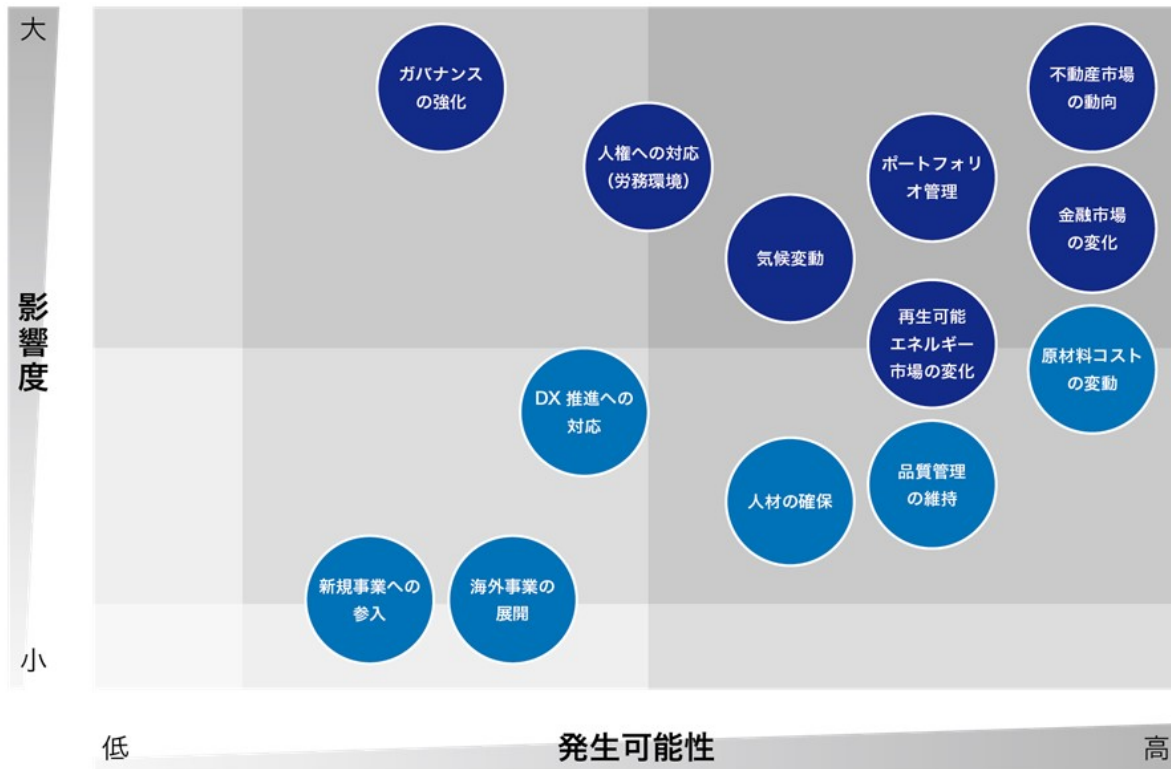 大
影響度
小
ガバナンス
の強化
不動産市場
の動向
人権への対応
（労務環境）
ポートフォリ
オ管理
金融市場
の変化
気候変動
再生可能
エネルギー
市場の変化
原材料コスト
の変動
DX 推進への
対応
人材の確保
品質管理
の維持
新規事業への
参入
海外事業の
展開
低
発生可能性
高